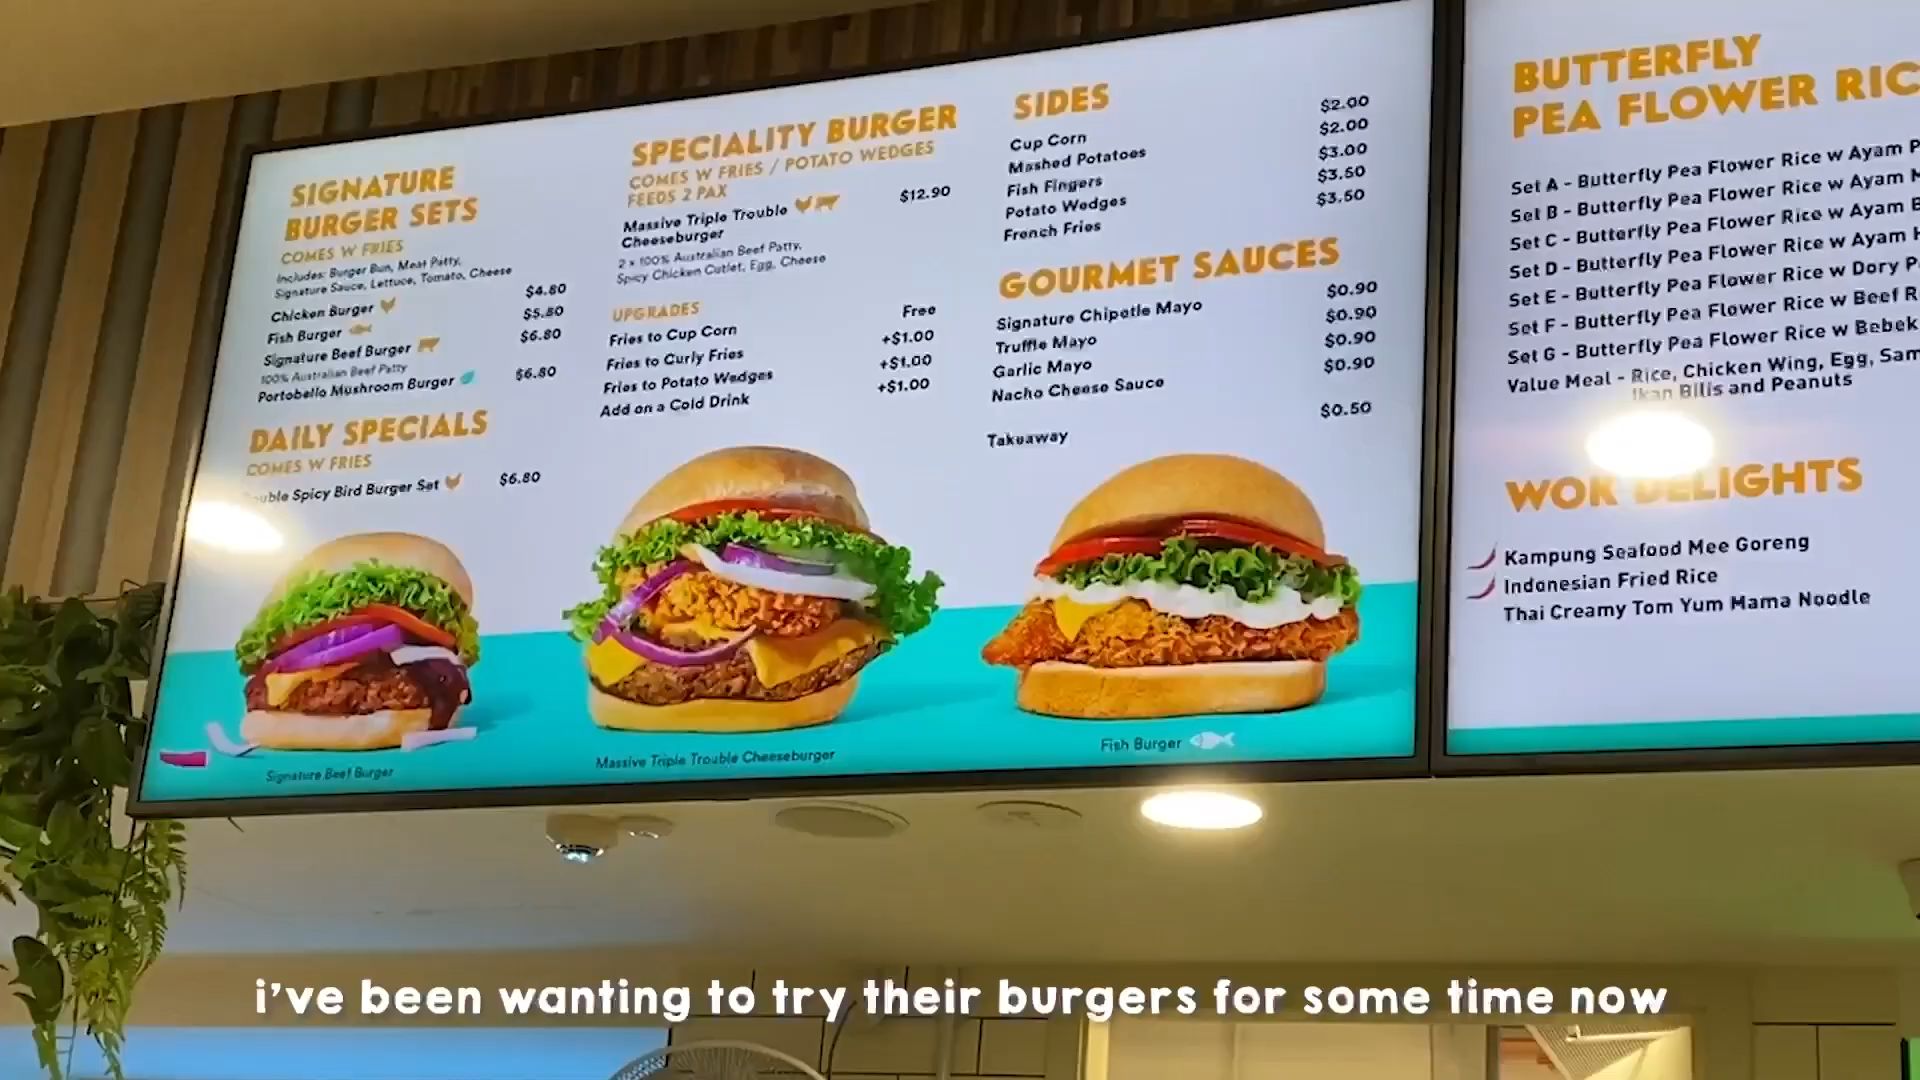 SIGNATURE
BURGER SETS
COMES W FRIES
Includes: Burger Bun, Meat Patty,
Signature Sauce, Lettuce, Tomato, Cheese
Chicken Burger $4.80
Fish Burger $5.80
Signature Beef Burger $6.80
100% Australian Beef Patty
Portobello Mushroom Burger $6.80
DAILY SPECIALS
COMES W FRIES
Spicy Bird Burger Set $6.80
Signature Beef Burger
SPECIALITY BURGER
COMES W FRIES / POTATO WEDGES
FEEDS 2 PAX
Massive Triple Trouble $12.90
Cheeseburger
2 x 100% Australian Beef Patty,
Spicy Chicken Cutlet, Egg, Cheese
UPGRADES
Fries to Cup Corn Free
Fries to Curly Fries +$1.00
Fries to Potato Wedges +$1.00
Add on a Cold Drink +$1.00
Massive Triple Trouble Cheeseburger
SIDES
Cup Corn $2.00
Mashed Potatoes $2.00
Fish Fingers $3.00
Potato Wedges $3.50
French Fries $3.50
GOURMET SAUCES
Signature Chipotle Mayo $0.90
Truffle Mayo $0.90
Garlic Mayo $0.90
Nacho Cheese Sauce $0.90
Takeaway $0.50
Fish Burger
BUTTERFLY
PEA FLOWER RIC
Set A - Butterfly Pea Flower Rice w Ayam P
Set B - Butterfly Pea Flower Rice w Ayam
Set C - Butterfly Pea Flower Rice w Ayam
Set D - Butterfly Pea Flower Rice w Ayam
Set E - Butterfly Pea Flower Rice w Dory P
Set F - Butterfly Pea Flower Rice w Beef R
Set G - Butterfly Pea Flower Rice w Bebek
Value Meal - Rice, Chicken Wing, Egg, Sam
Ikan Bilis and Peanuts
WOK DELIGHTS
Kampung Seafood Mee Goreng
Indonesian Fried Rice
Thai Creamy Tom Yum Mama Noodle
i've been wanting to try their burgers for some time now